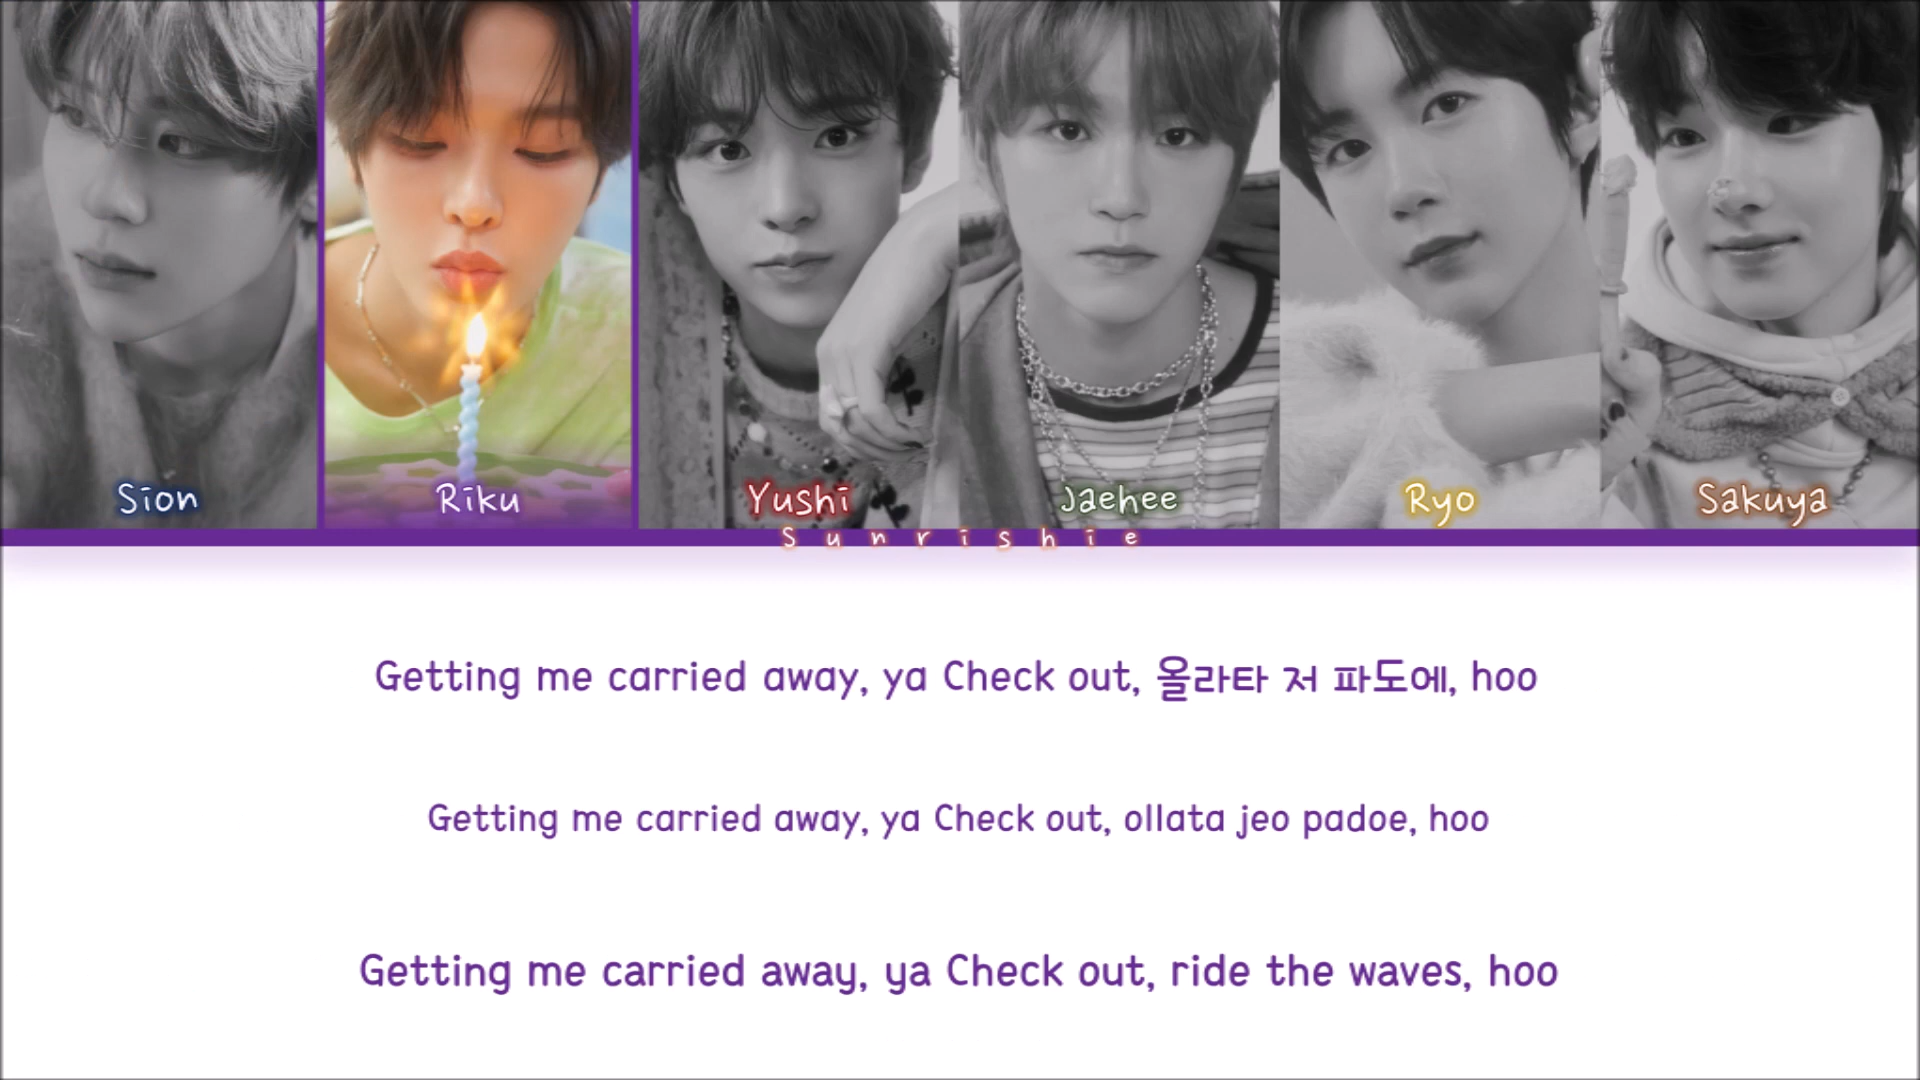 Sion Riku Yushi Jaehee Ryo Sakuya
Sunrishie
Getting me carried away, ya Check out, 올라타 저 파도에, hoo
Getting me carried away, ya Check out, ollata jeo padoe, hoo
Getting me carried away, ya Check out, ride the waves, hoo